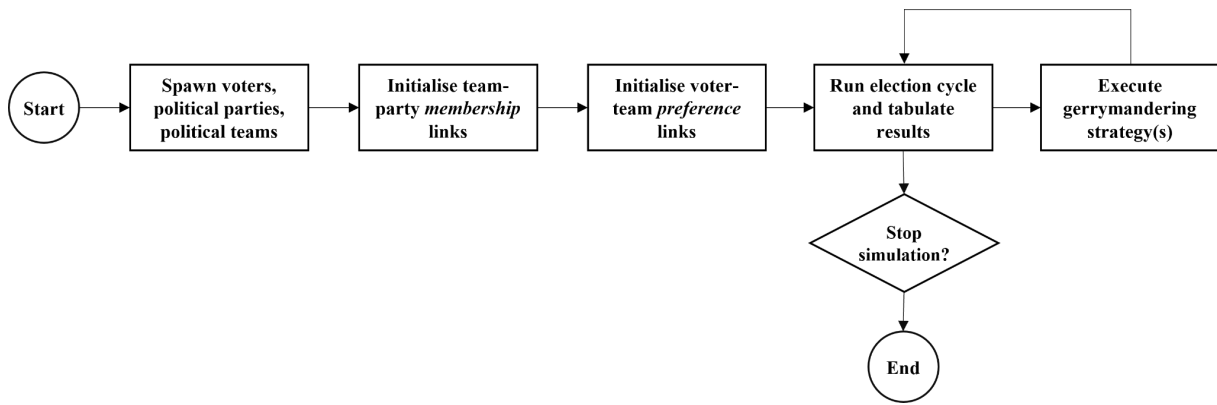 Start
Spawn voters,
political parties,
political teams
Initialise team-
party membership
links
Initialise voter-
team preference
links
Run election cycle
and tabulate
results
Execute
gerrymandering
strategy(s)
Stop
simulation?
End